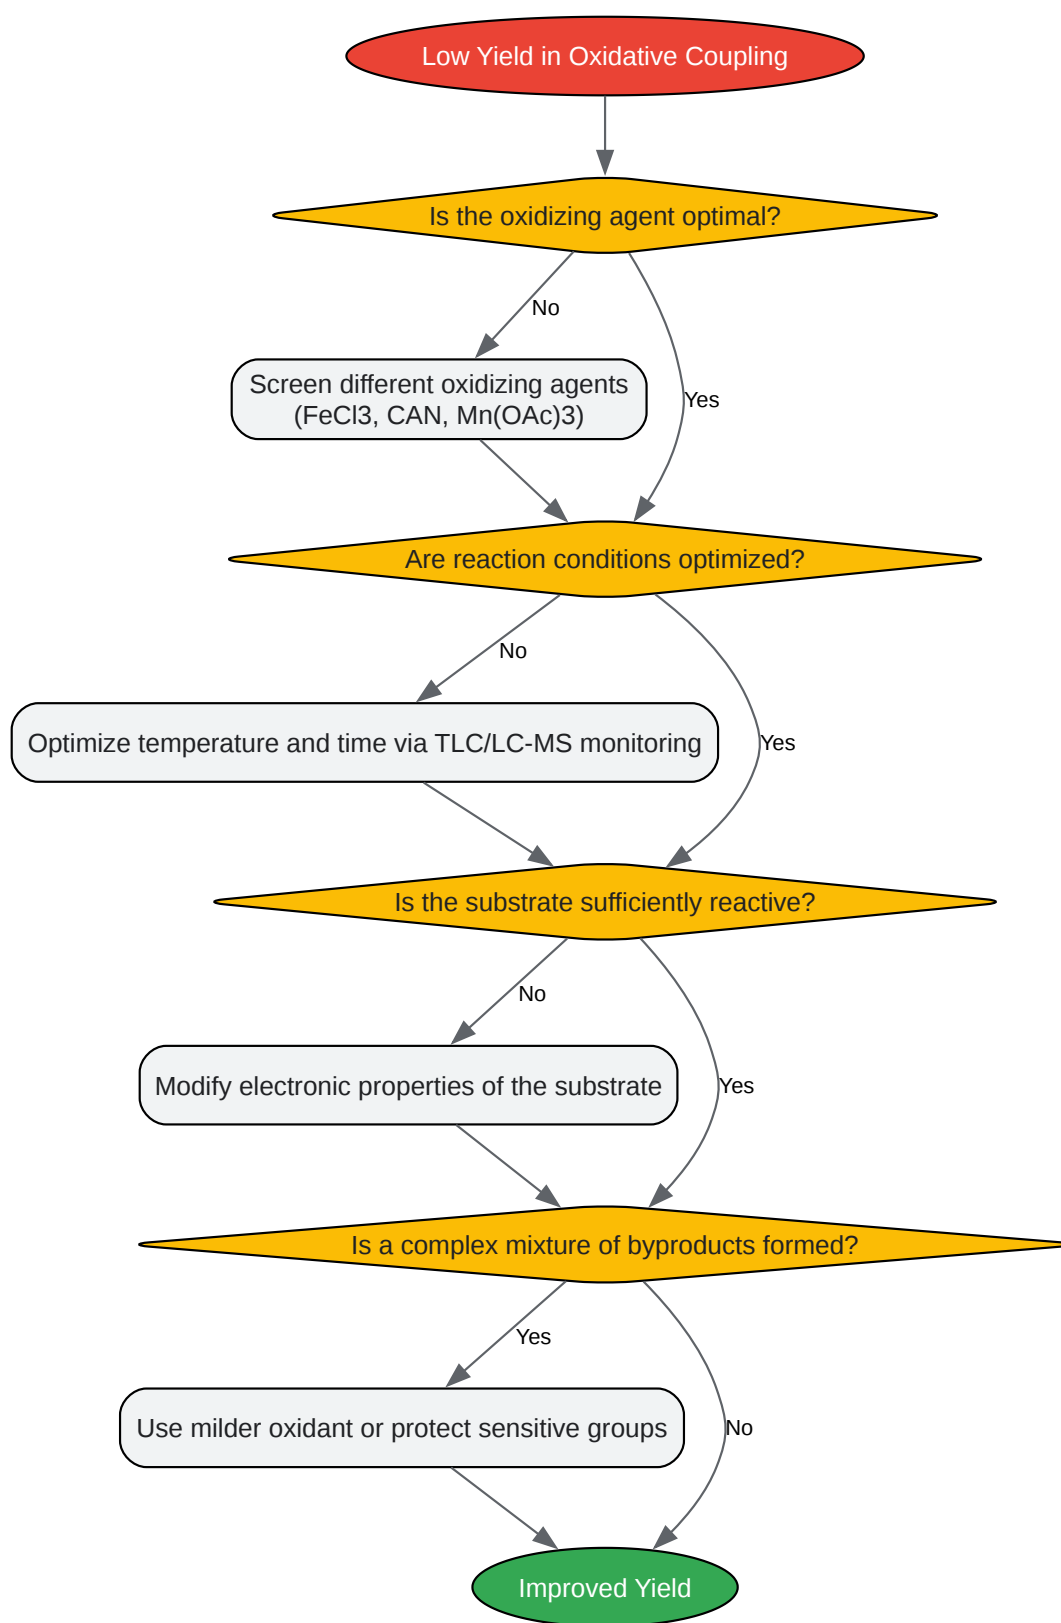 Low Yield in Oxidative Coupling
Is the oxidizing agent optimal?
No
Screen different oxidizing agents
(FeCl3, CAN, Mn(OAc)3)
Yes
Are reaction conditions optimized?
No
Optimize temperature and time via TLC/LC-MS monitoring
Yes
Is the substrate sufficiently reactive?
No
Modify electronic properties of the substrate
Yes
Is a complex mixture of byproducts formed?
Yes
Use milder oxidant or protect sensitive groups
No
Improved Yield